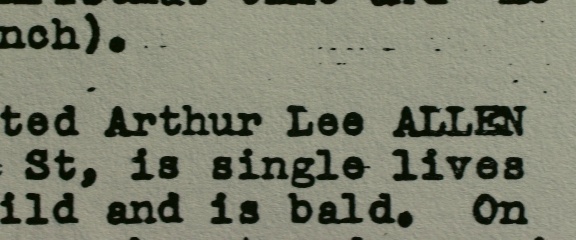 nch).
ted Arthur Lee ALLEN
St, is single lives
ild and is bald. On